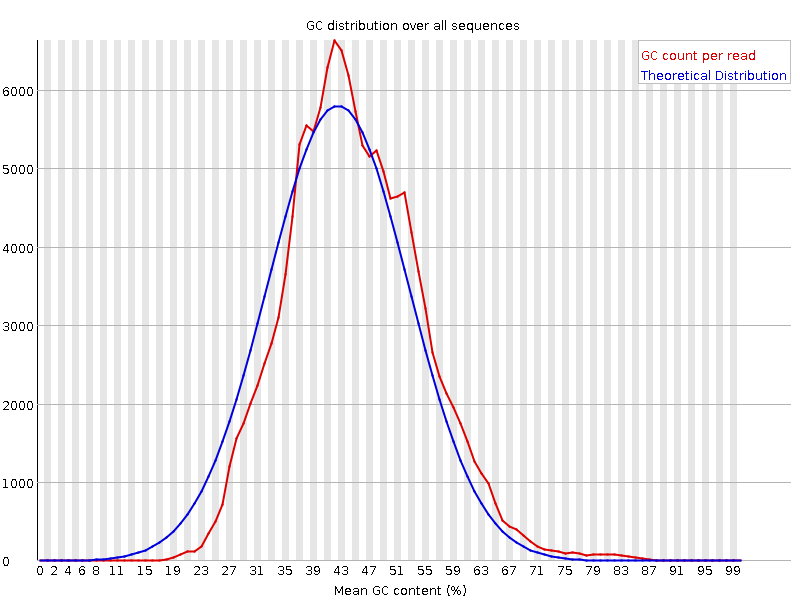 GC distribution over all sequences
GC count per read
Theoretical Distribution
6000
5000
4000
3000
2000
1000
0
0 2 4 6 8 11 15 19 23 27 31 35 39 43 47 51 55 59 63 67 71 75 79 83 87 91 95 99
Mean GC content (%)